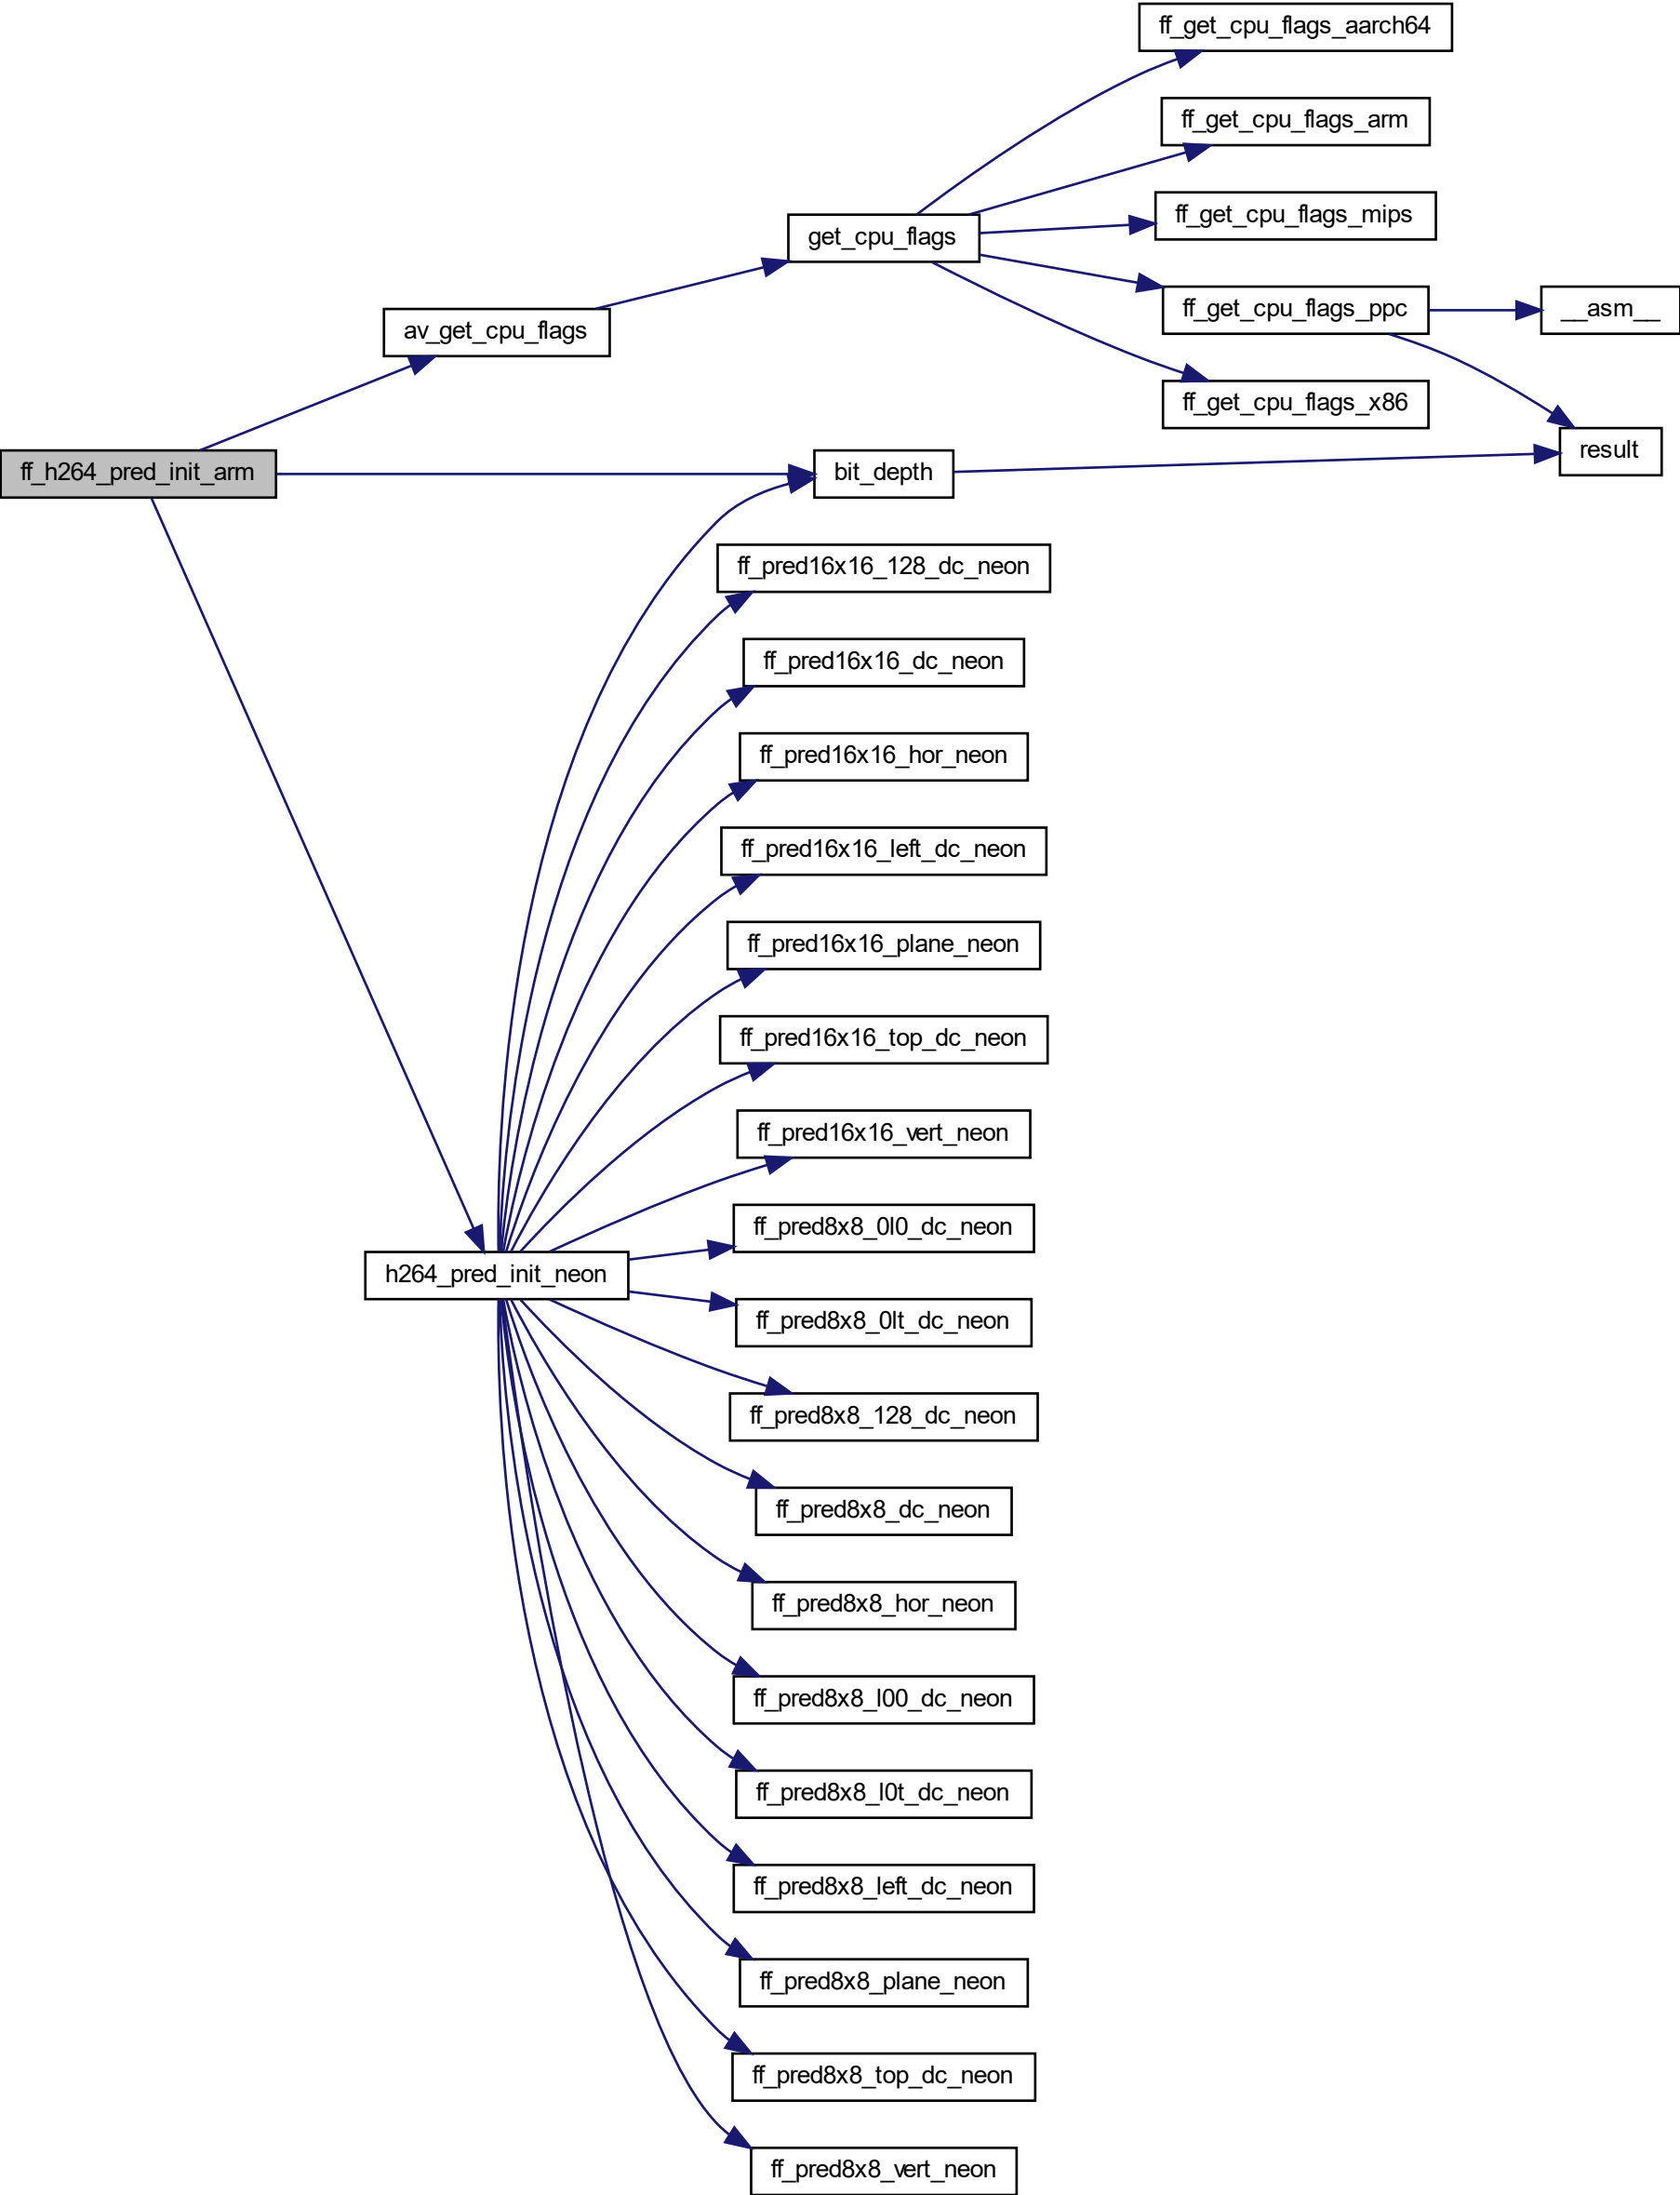 ff_get_cpu_flags_aarch64
ff_get_cpu_flags_arm
ff_get_cpu_flags_mips
get_cpu_flags
ff_get_cpu_flags_ppc
__asm__
av_get_cpu_flags
ff_get_cpu_flags_x86
result
ff_h264_pred_init_arm
bit_depth
ff_pred16x16_128_dc_neon
ff_pred16x16_dc_neon
ff_pred16x16_hor_neon
ff_pred16x16_left_dc_neon
ff_pred16x16_plane_neon
ff_pred16x16_top_dc_neon
ff_pred16x16_vert_neon
ff_pred8x8_0l0_dc_neon
h264_pred_init_neon
ff_pred8x8_0lt_dc_neon
ff_pred8x8_128_dc_neon
ff_pred8x8_dc_neon
ff_pred8x8_hor_neon
ff_pred8x8_l00_dc_neon
ff_pred8x8_l0t_dc_neon
ff_pred8x8_left_dc_neon
ff_pred8x8_plane_neon
ff_pred8x8_top_dc_neon
ff_pred8x8_vert_neon